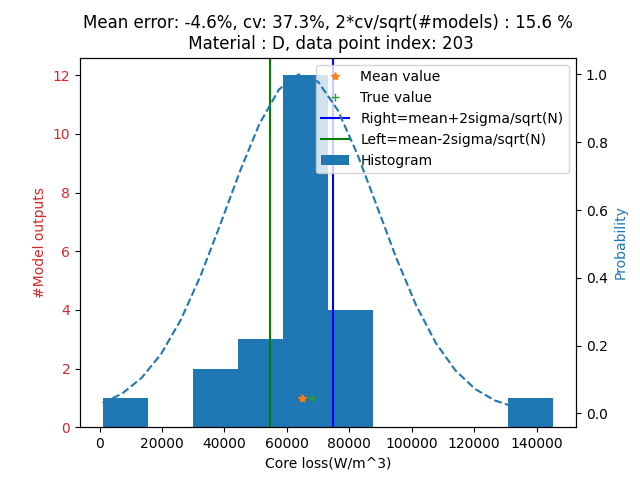 Mean error: -4.6%, cv: 37.3%, 2*cv/sqrt(#models) : 15.6 %
Material : D, data point index: 203
Mean value
True value
Right=mean+2sigma/sqrt(N)
Left=mean-2sigma/sqrt(N)
Histogram
12
10
8
6
4
2
0
#Model outputs
1.0
0.8
0.6
0.4
0.2
0.0
Probability
0 20000 40000 60000 80000 100000 120000 140000
Core loss(W/m^3)